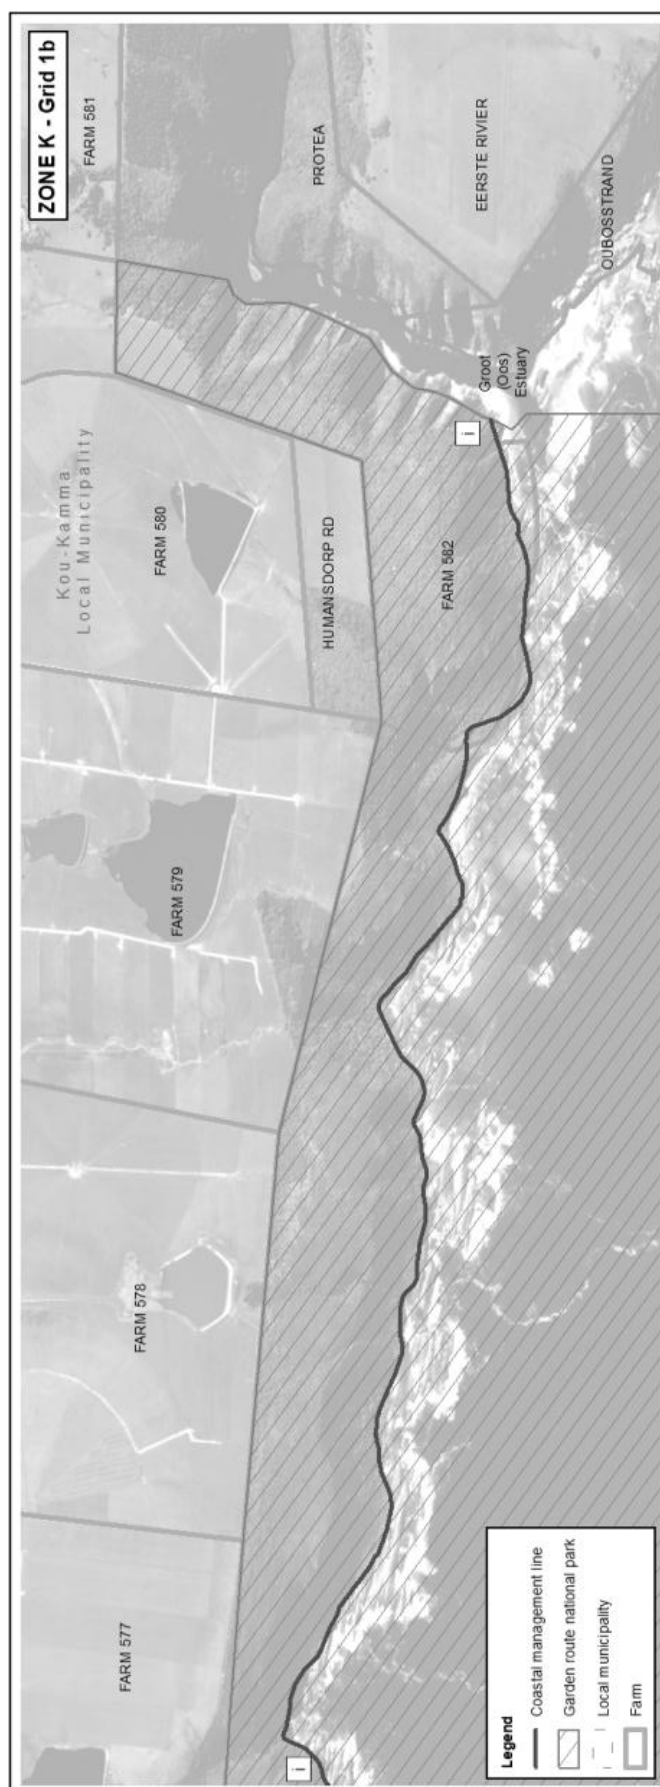 ZONE K - Grid 1b
FARM 581
PROTEA
EERSTE RIVIER
OUBOSSTRAND
Groot
(Oos)
Estuary
i
Kou-Kamma
Local Municipality
FARM 580
HUMANSDORP RD
FARM 582
FARM 579
FARM 578
FARM 577
i
Legend
Coastal management line
Garden route national park
Local municipality
Farm